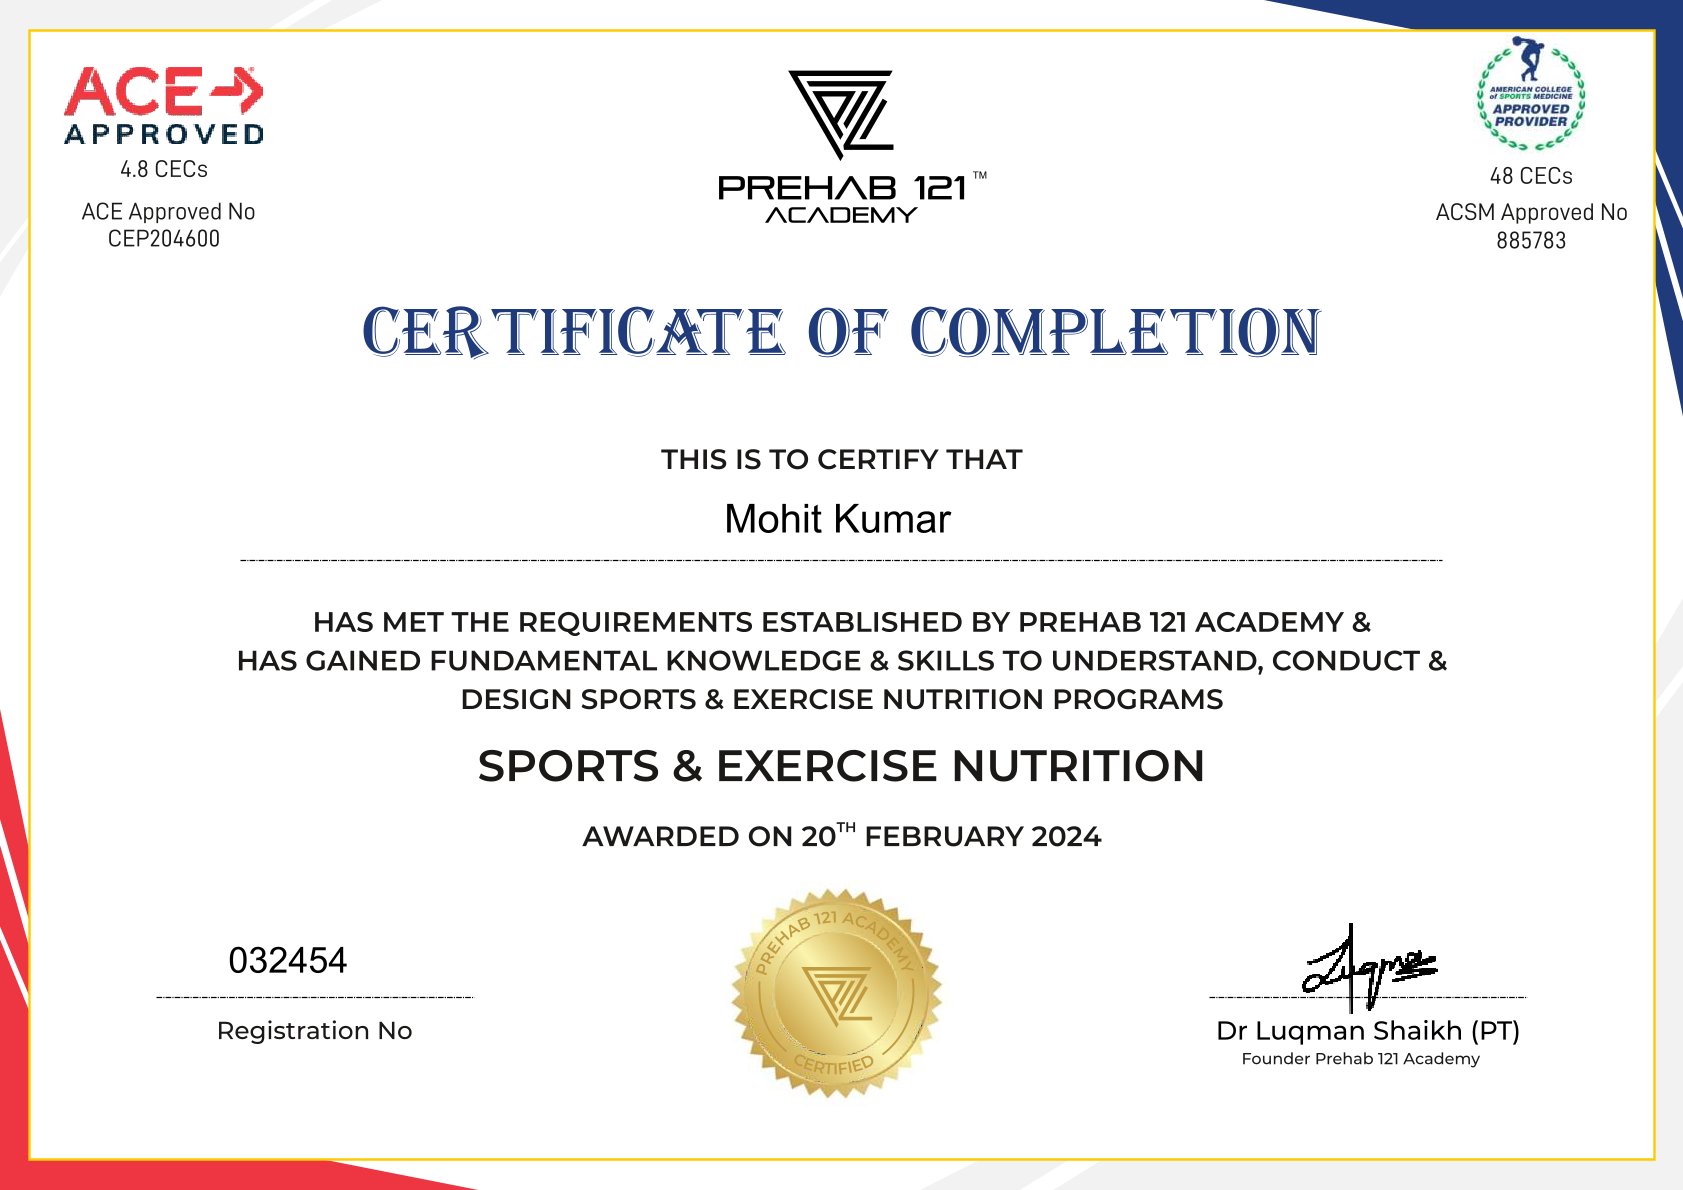 ACE
APPROVED
4.8 CECs
ACE Approved No
CEP204600
PREHAB 121 ™
ACADEMY
AMERICAN COLLEGE
of SPORTS MEDICINE
APPROVED
PROVIDER
48 CECs
ACSM Approved No
885783
CERTIFICATE OF COMPLETION
THIS IS TO CERTIFY THAT
Mohit Kumar
HAS MET THE REQUIREMENTS ESTABLISHED BY PREHAB 121 ACADEMY &
HAS GAINED FUNDAMENTAL KNOWLEDGE & SKILLS TO UNDERSTAND, CONDUCT &
DESIGN SPORTS & EXERCISE NUTRITION PROGRAMS
SPORTS & EXERCISE NUTRITION
AWARDED ON 20TH FEBRUARY 2024
032454
Registration No
PREHAB 121 ACADEMY
CERTIFIED
Luqman
Dr Luqman Shaikh (PT)
Founder Prehab 121 Academy